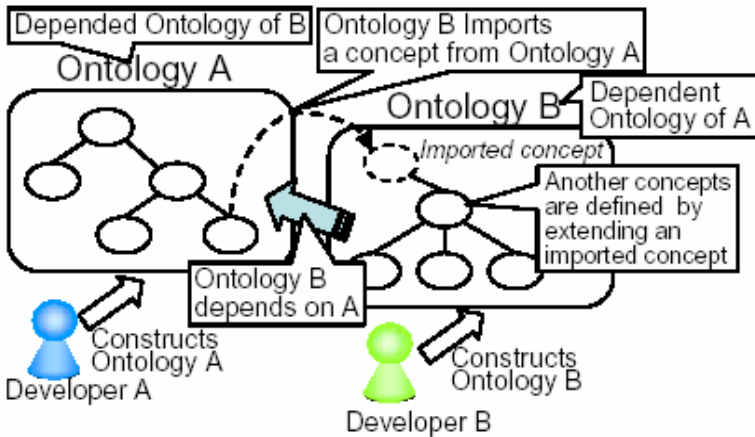 Depended Ontology of B
Ontology A
Ontology B Imports
a concept from Ontology A
Ontology B
Dependent
Ontology of A
Imported concept
Another concepts
are defined by
extending an
imported concept
Ontology B
depends on A
Constructs
Ontology A
Developer A
Constructs
Ontology B
Developer B